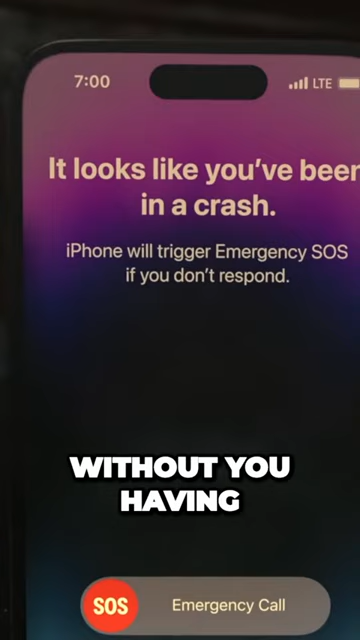 7:00
LTE
It looks like you've been
in a crash.
iPhone will trigger Emergency SOS
if you don't respond.
WITHOUT YOU
HAVING
SOS
Emergency Call